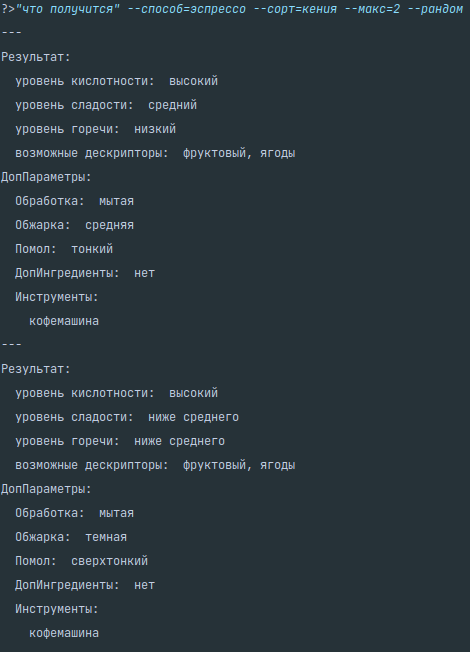 ?>"что получится" --способ=эспрессо --сорт=кения --макс=2 --рандом
---
Результат:
уровень кислотности: высокий
уровень сладости: средний
уровень горечи: низкий
возможные дескрипторы: фруктовый, ягоды
ДопПараметры:
Обработка: мытая
Обжарка: средняя
Помол: тонкий
ДопИнгредиенты: нет
Инструменты:
кофемашина
---
Результат:
уровень кислотности: высокий
уровень сладости: ниже среднего
уровень горечи: ниже среднего
возможные дескрипторы: фруктовый, ягоды
ДопПараметры:
Обработка: мытая
Обжарка: темная
Помол: сверхтонкий
ДопИнгредиенты: нет
Инструменты:
кофемашина